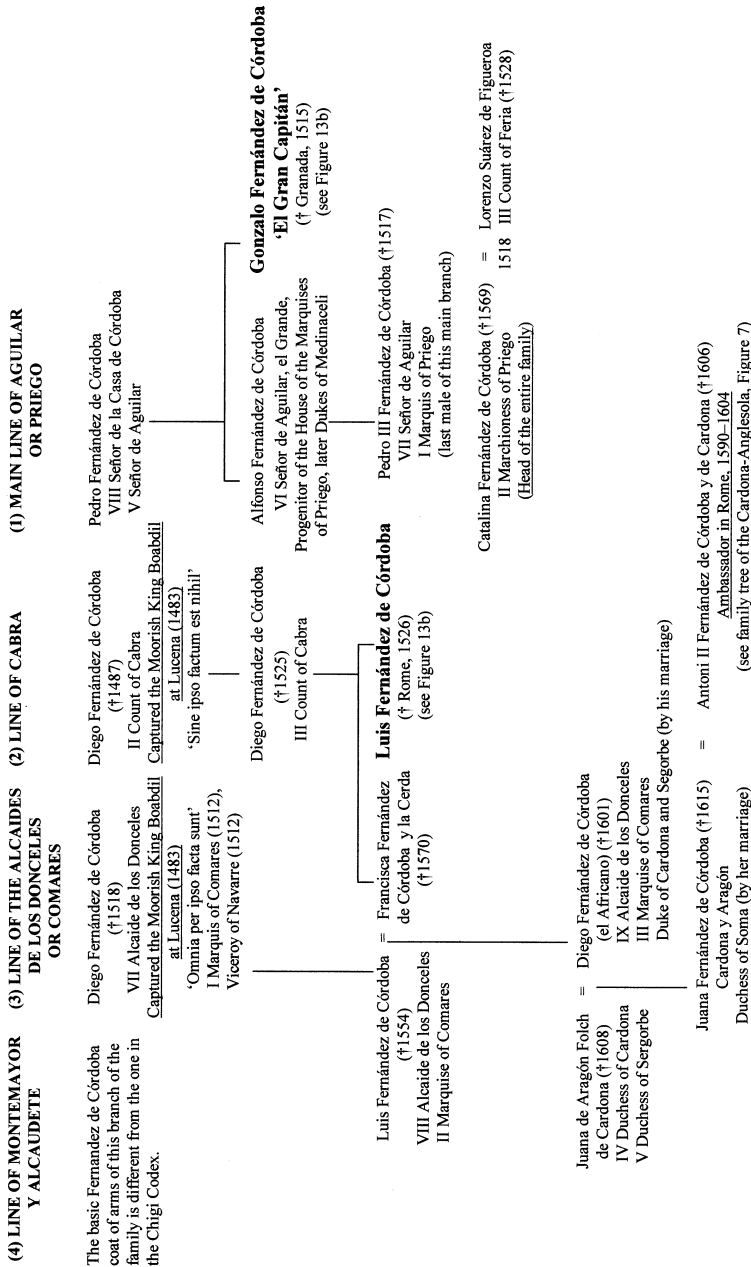 (4) LINE OF MONTEMAYOR
Y ALCAUDETE
The basic Fernandez de Córdoba
coat of arms of this branch of the
family is different from the one in
the Chigi Codex.
(3) LINE OF THE ALCAIDES
DE LOS DONCELES
OR COMARES
Diego Fernández de Córdoba
(†1518)
VII Alcaide de los Donceles
Captured the Moorish King Boabdil
at Lucena (1483)
‘Omnia per ipso facta sunt’
I Marquis of Comares (1512),
Viceroy of Navarre (1512)
(2) LINE OF CABRA
Diego Fernández de Córdoba
(†1487)
II Count of Cabra
Captured the Moorish King Boabdil
at Lucena (1483)
‘Sine ipso factum est nihil’
Diego Fernández de Córdoba
(†1525)
III Count of Cabra
(1) MAIN LINE OF AGUILAR
OR PRIEGO
Pedro Fernández de Córdoba
VIII Señor de la Casa de Córdoba
V Señor de Aguilar
Alfonso Fernández de Córdoba
VI Señor de Aguilar, el Grande,
Progenitor of the House of the Marquises
of Priego, later Dukes of Medinaceli
Gonzalo Fernández de Córdoba
‘El Gran Capitán’
(† Granada, 1515)
(see Figure 13b)
Luis Fernández de Córdoba
(†1554)
VIII Alcaide de los Donceles
II Marquise of Comares
=
Francisca Fernández
de Córdoba y la Cerda
(†1570)
Luis Fernández de Córdoba
(† Rome, 1526)
(see Figure 13b)
Pedro III Fernández de Córdoba (†1517)
VII Señor de Aguilar
I Marquis of Priego
(last male of this main branch)
Catalina Fernández de Córdoba (†1569)
II Marchioness of Priego
(Head of the entire family)
=
1518
Lorenzo Suárez de Figueroa
III Count of Feria (†1528)
Juana de Aragón Folch
de Cardona (†1608)
IV Duchess of Cardona
V Duchess of Sergorbe
=
Diego Fernández de Córdoba
(el Africano) (†1601)
IX Alcaide de los Donceles
III Marquise of Comares
Duke of Cardona and Segorbe (by his marriage)
Juana Fernández de Córdoba (†1615)
Cardona y Aragón
Duchess of Soma (by her marriage)
=
Antoni II Fernández de Córdoba y de Cardona (†1606)
Ambassador in Rome, 1590–1604
(see family tree of the Cardona-Anglesola, Figure 7)